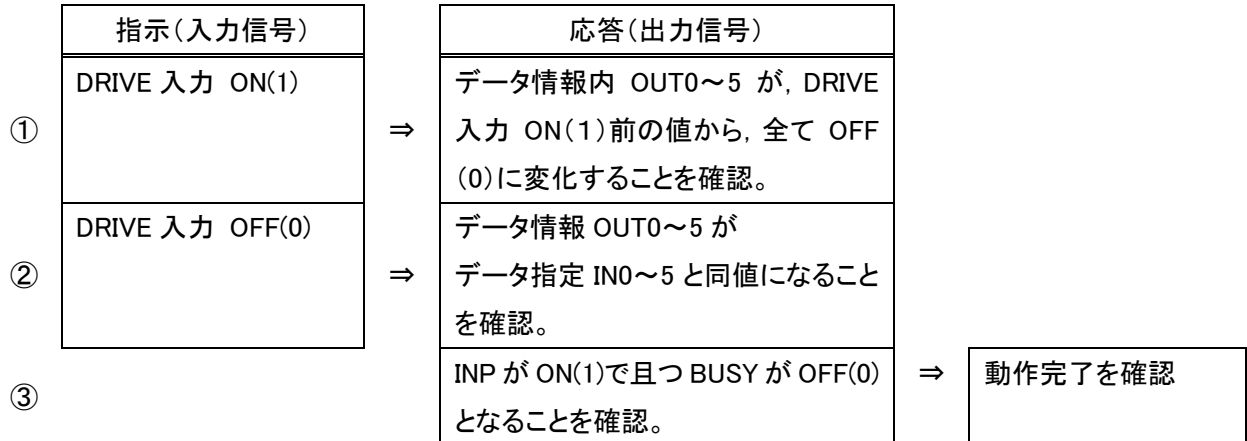 指示(入力信号)
応答(出力信号)
①
DRIVE 入力 ON(1)
⇒
データ情報内 OUT0～5 が, DRIVE
入力 ON(１)前の値から, 全て OFF
(0)に変化することを確認。
②
DRIVE 入力 OFF(0)
⇒
データ情報 OUT0～5 が
データ指定 IN0～5 と同値になること
を確認。
③
INP が ON(1)で且つ BUSY が OFF(0)
となることを確認。
⇒
動作完了を確認